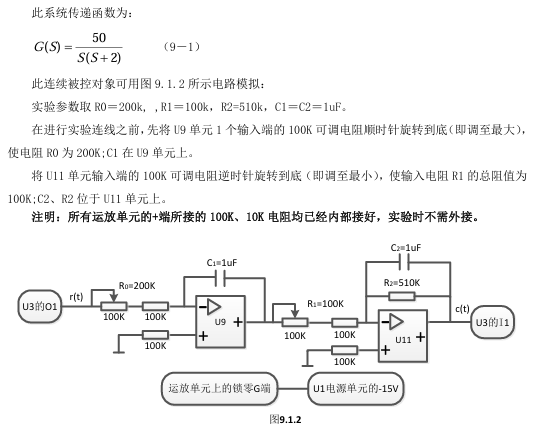 此系统传递函数为:
G(S) = 50 / S(S+2) （9－1）
此连续被控对象可用图 9.1.2 所示电路模拟:
实验参数取 R0＝200k, ,R1＝100k，R2=510k，C1＝C2＝1uF。
在进行实验连线之前,先将 U9 单元 1 个输入端的 100K 可调电阻顺时针旋转到底(即调至最大),
使电阻 R0 为 200K;C1 在 U9 单元上。
将 U11 单元输入端的 100K 可调电阻逆时针旋转到底（即调至最小），使输入电阻 R1 的总阻值为
100K;C2、R2 位于 U11 单元上。
注明：所有运放单元的+端所接的 100K、10K 电阻均已经内部接好，实验时不需外接。
C2=1uF
C1=1uF
R0=200K
R2=510K
U3的O1
r(t)
100K
100K
U9
R1=100K
100K
100K
100K
U11
c(t)
U3的I1
100K
运放单元上的锁零G端
U1电源单元的-15V
图9.1.2